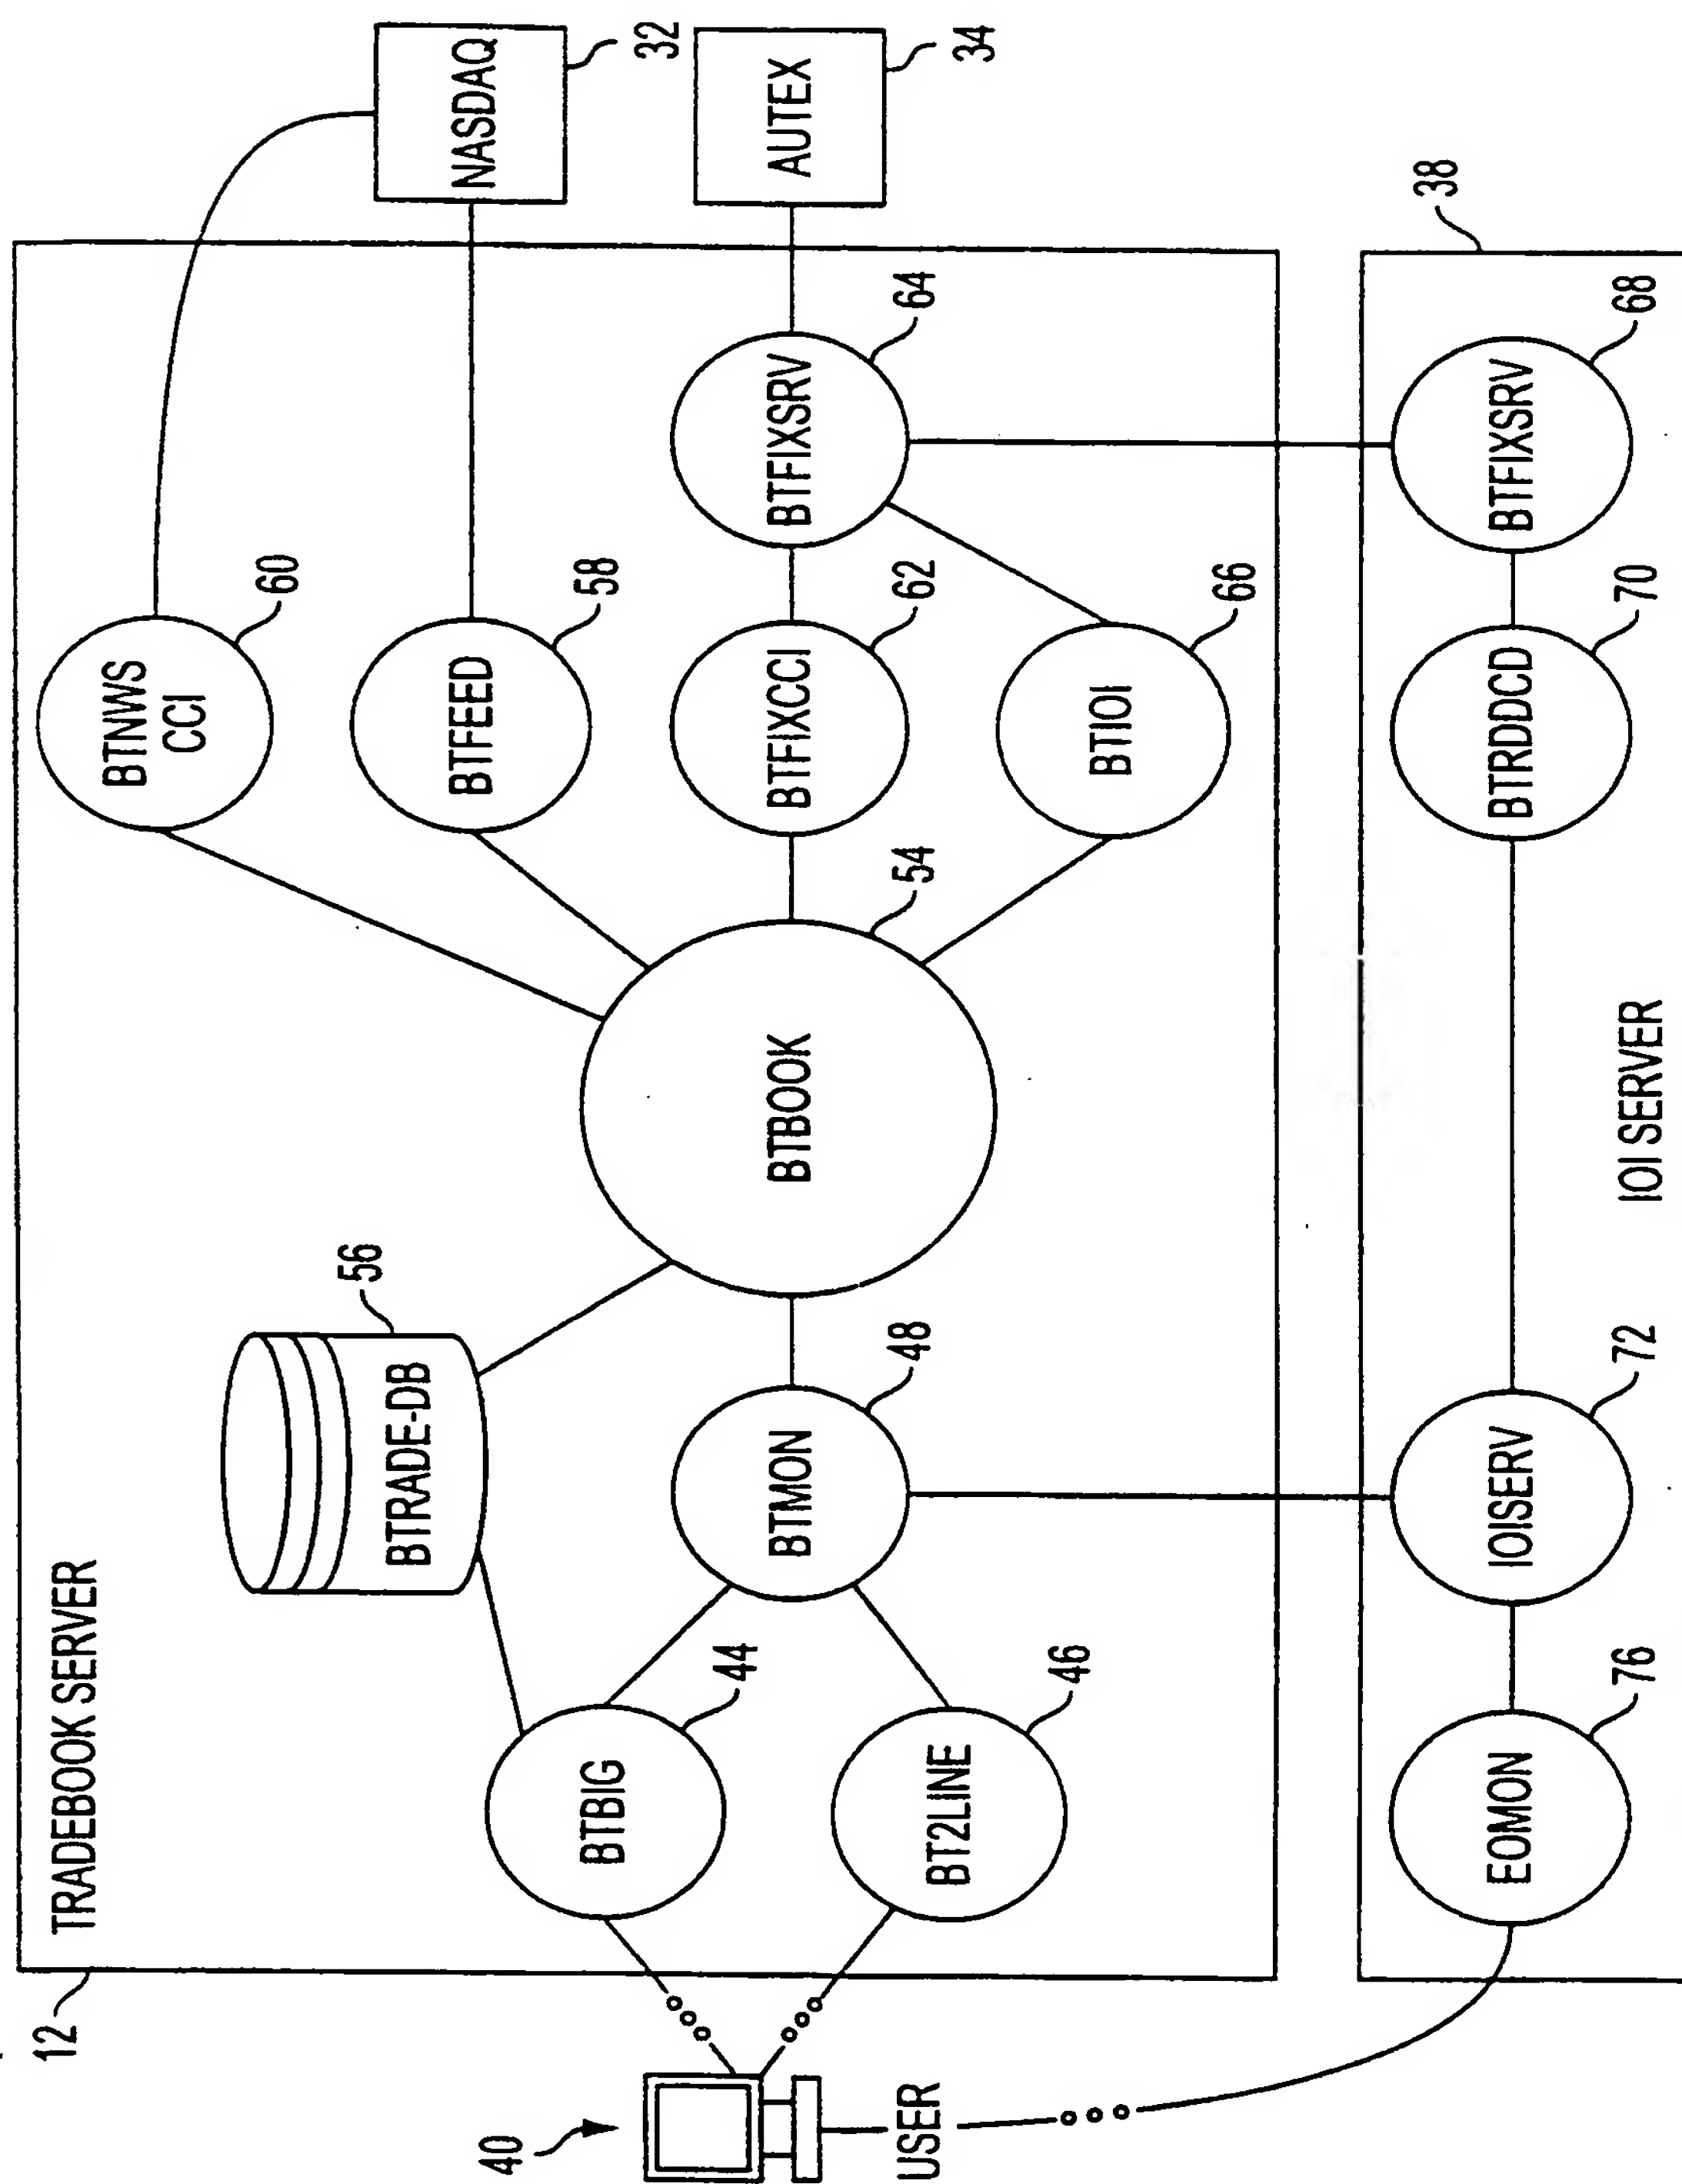 12
TRADEBOOK SERVER
BTNWS
CCI
60
NASDAQ
32
BTRADE-DB
56
BTFEED
58
AUTEX
34
40
USER
BTBIG
44
BTMON
48
BTBOOK
54
BTFIXCCI
62
BTFIXSRV
64
BT2LINE
46
BTIOI
66
38
EOMON
76
IOISERV
72
BTRDDCD
70
BTFIXSRV
68
IOI SERVER